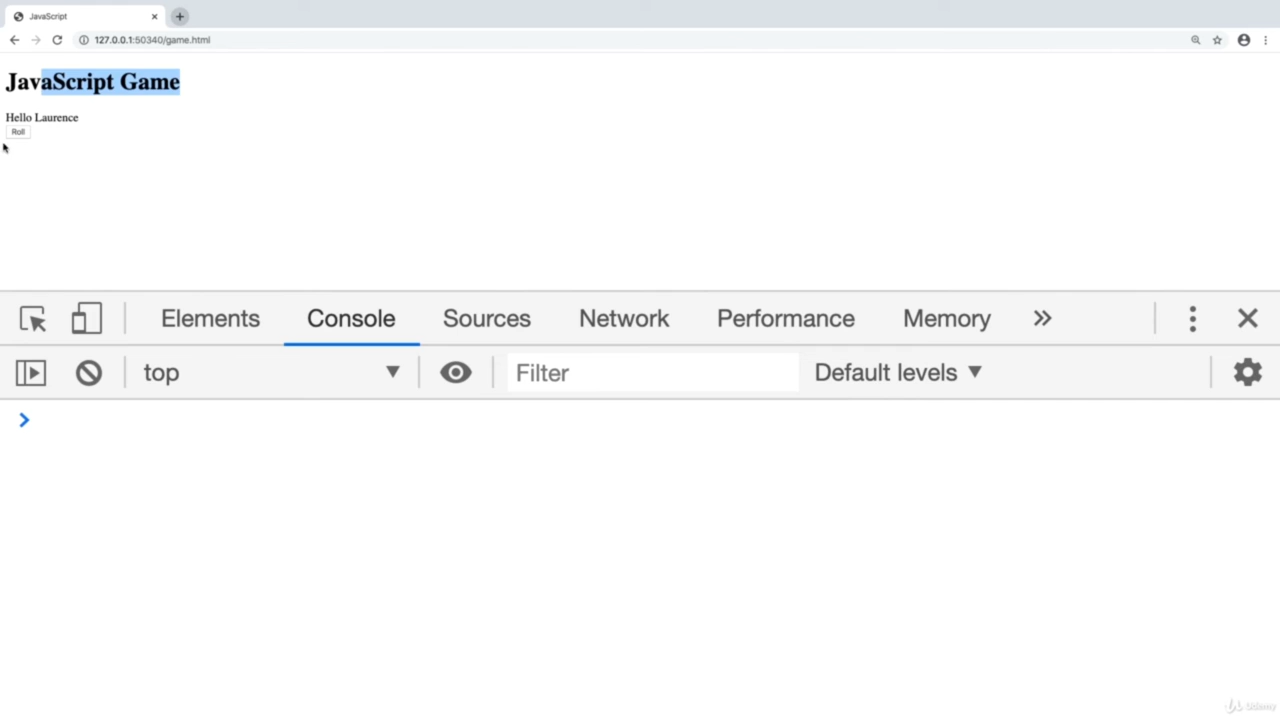 JavaScript
127.0.0.1:50340/game.html
JavaScript Game
Hello Laurence
Roll
Elements Console Sources Network Performance Memory »
top Filter Default levels
Udemy